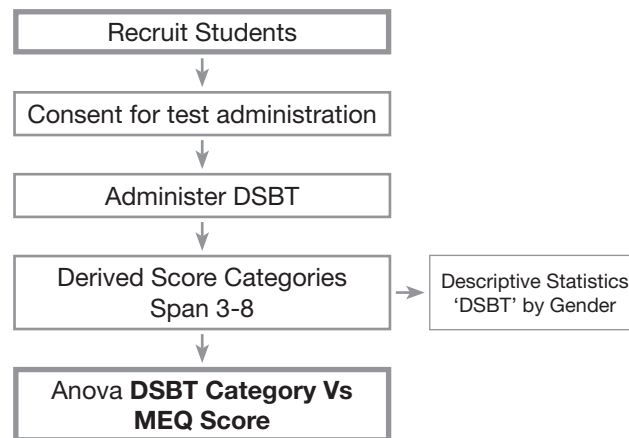 Recruit Students
Consent for test administration
Administer DSBT
Derived Score Categories
Span 3-8
Descriptive Statistics
'DSBT' by Gender
Anova DSBT Category Vs
MEQ Score